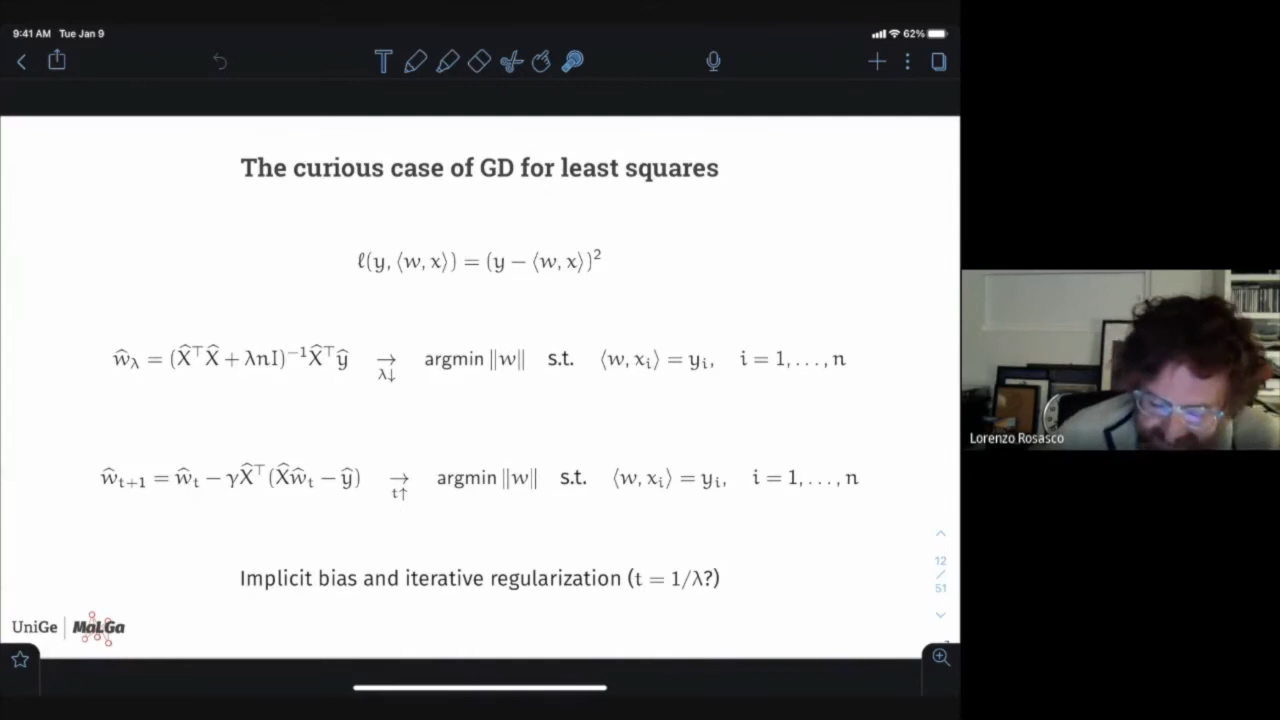 9:41 AM Tue Jan 9
62%
The curious case of GD for least squares
ℓ(y, ⟨w, x⟩) = (y − ⟨w, x⟩)²
ŵ_λ = (X̂⊤X̂ + λnI)⁻¹X̂⊤ŷ → λ↓ argmin ‖w‖ s.t. ⟨w, x_i⟩ = y_i, i = 1, . . . , n
ŵ_{t+1} = ŵ_t − γX̂⊤(X̂ŵ_t − ŷ) → t↑ argmin ‖w‖ s.t. ⟨w, x_i⟩ = y_i, i = 1, . . . , n
Implicit bias and iterative regularization (t = 1/λ?)
12
/
51
UniGe | MaLGa
Lorenzo Rosasco